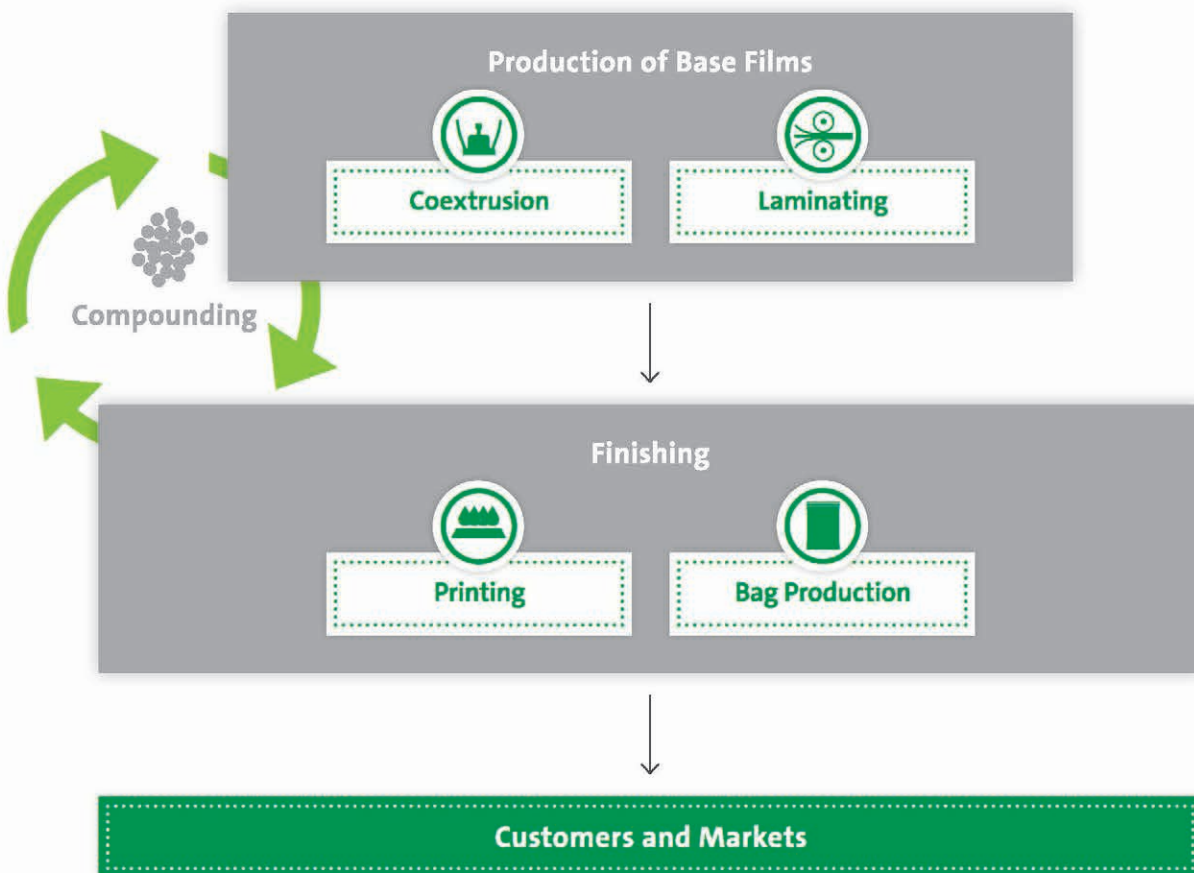 Production of Base Films
Coextrusion
Laminating
Compounding
Finishing
Printing
Bag Production
Customers and Markets